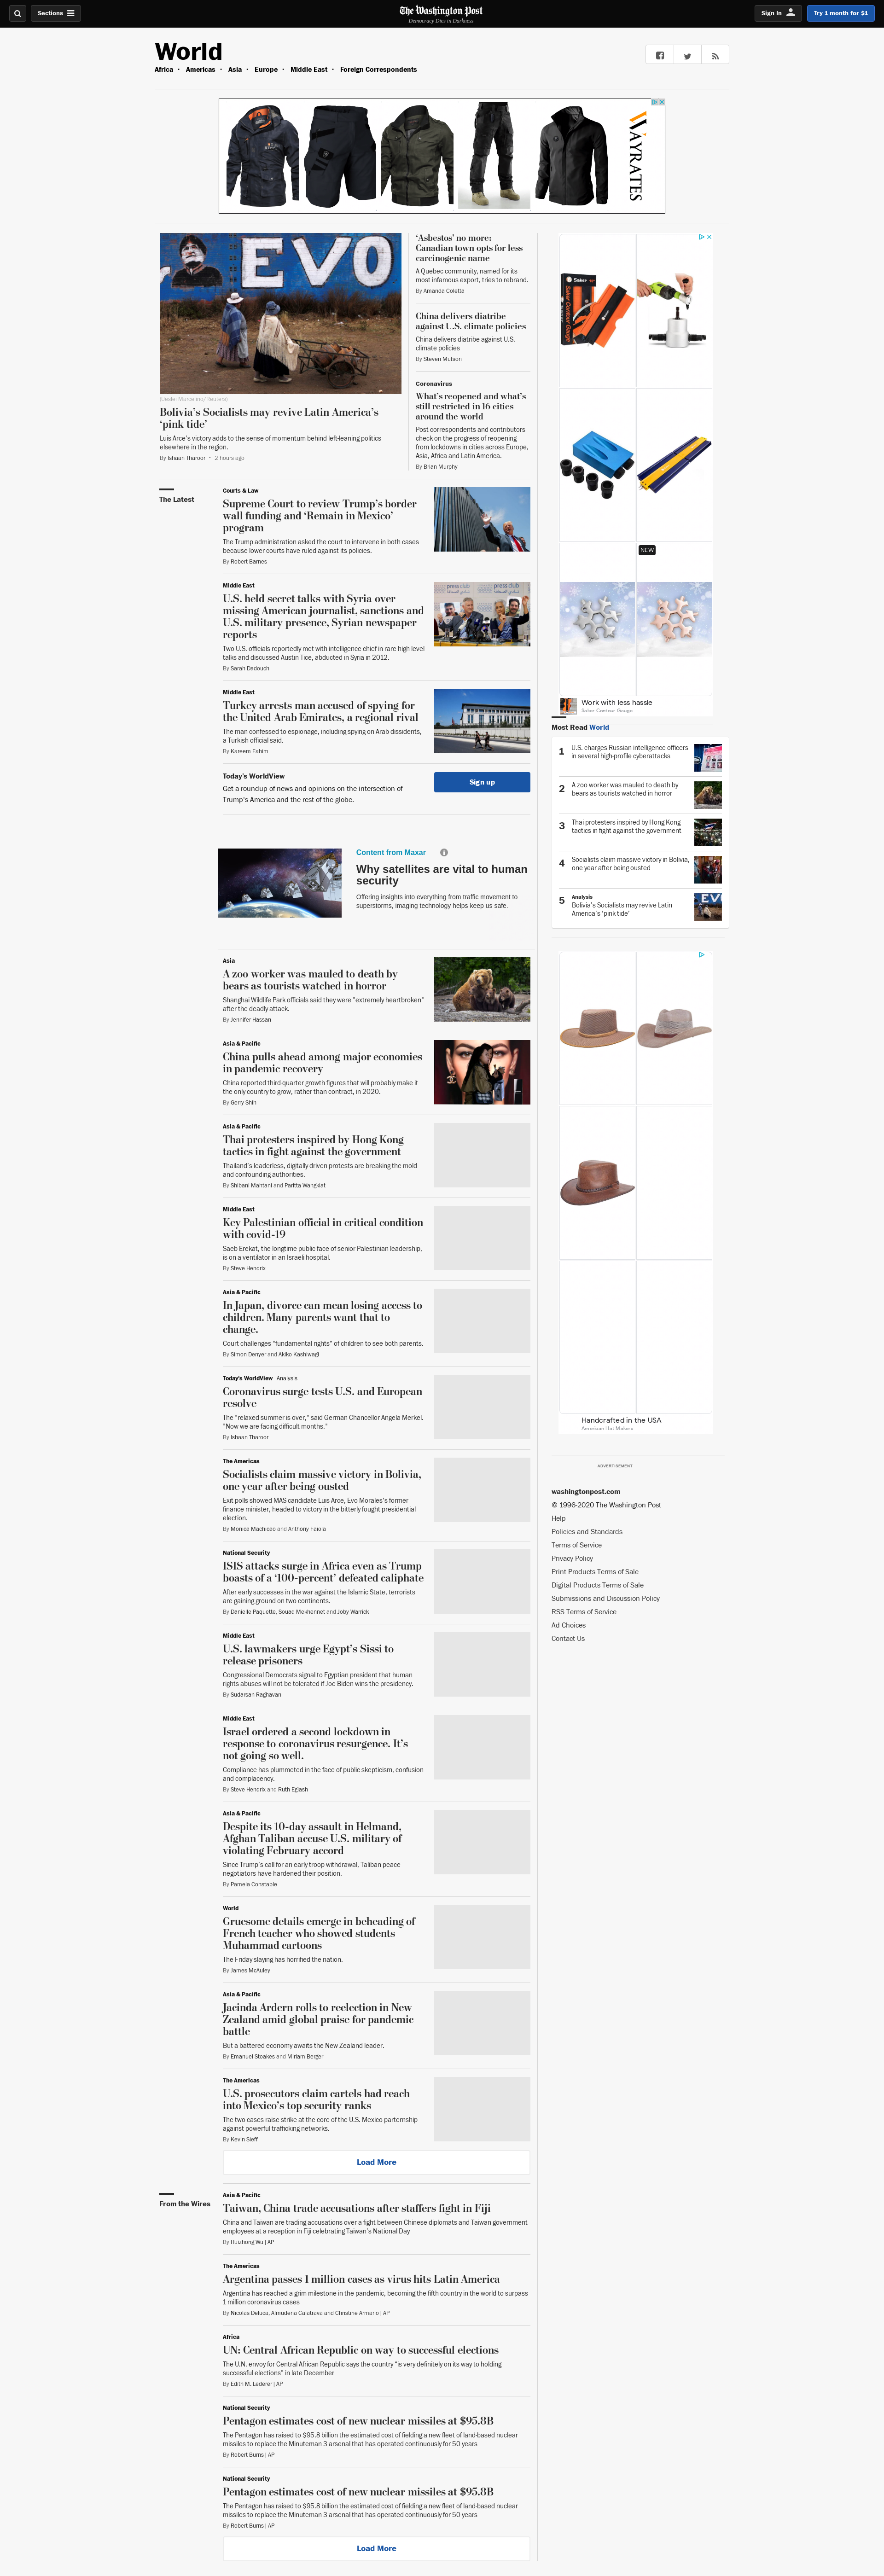 Sections
The Washington Post
Democracy Dies in Darkness
Sign In
Try 1 month for $1
World
Africa • Americas • Asia • Europe • Middle East • Foreign Correspondents
WAYRATES
EVO
(Ueslei Marcelino/Reuters)
Bolivia's Socialists may revive Latin America's
'pink tide'
Luis Arce's victory adds to the sense of momentum behind left-leaning politics
elsewhere in the region.
By Ishaan Tharoor • 2 hours ago
'Asbestos' no more:
Canadian town opts for less
carcinogenic name
A Quebec community, named for its
most infamous export, tries to rebrand.
By Amanda Coletta
China delivers diatribe
against U.S. climate policies
China delivers diatribe against U.S.
climate policies
By Steven Mufson
Coronavirus
What's reopened and what's
still restricted in 16 cities
around the world
Post correspondents and contributors
check on the progress of reopening
from lockdowns in cities across Europe,
Asia, Africa and Latin America.
By Brian Murphy
The Latest
Courts & Law
Supreme Court to review Trump's border
wall funding and 'Remain in Mexico'
program
The Trump administration asked the court to intervene in both cases
because lower courts have ruled against its policies.
By Robert Barnes
Middle East
U.S. held secret talks with Syria over
missing American journalist, sanctions and
U.S. military presence, Syrian newspaper
reports
Two U.S. officials reportedly met with intelligence chief in rare high-level
talks and discussed Austin Tice, abducted in Syria in 2012.
By Sarah Dadouch
press club
press club
Middle East
Turkey arrests man accused of spying for
the United Arab Emirates, a regional rival
The man confessed to espionage, including spying on Arab dissidents,
a Turkish official said.
By Kareem Fahim
Today's WorldView
Get a roundup of news and opinions on the intersection of
Trump's America and the rest of the globe.
Sign up
Content from Maxar
Why satellites are vital to human
security
Offering insights into everything from traffic movement to
superstorms, imaging technology helps keep us safe.
Asia
A zoo worker was mauled to death by
bears as tourists watched in horror
Shanghai Wildlife Park officials said they were "extremely heartbroken"
after the deadly attack.
By Jennifer Hassan
Asia & Pacific
China pulls ahead among major economies
in pandemic recovery
China reported third-quarter growth figures that will probably make it
the only country to grow, rather than contract, in 2020.
By Gerry Shih
Asia & Pacific
Thai protesters inspired by Hong Kong
tactics in fight against the government
Thailand's leaderless, digitally driven protests are breaking the mold
and confounding authorities.
By Shibani Mahtani and Paritta Wangkiat
Middle East
Key Palestinian official in critical condition
with covid-19
Saeb Erekat, the longtime public face of senior Palestinian leadership,
is on a ventilator in an Israeli hospital.
By Steve Hendrix
Asia & Pacific
In Japan, divorce can mean losing access to
children. Many parents want that to
change.
Court challenges "fundamental rights" of children to see both parents.
By Simon Denyer and Akiko Kashiwagi
Today's WorldView Analysis
Coronavirus surge tests U.S. and European
resolve
The "relaxed summer is over," said German Chancellor Angela Merkel.
"Now we are facing difficult months."
By Ishaan Tharoor
The Americas
Socialists claim massive victory in Bolivia,
one year after being ousted
Exit polls showed MAS candidate Luis Arce, Evo Morales's former
finance minister, headed to victory in the bitterly fought presidential
election.
By Monica Machicao and Anthony Faiola
National Security
ISIS attacks surge in Africa even as Trump
boasts of a '100-percent' defeated caliphate
After early successes in the war against the Islamic State, terrorists
are gaining ground on two continents.
By Danielle Paquette, Souad Mekhennet and Joby Warrick
Middle East
U.S. lawmakers urge Egypt's Sissi to
release prisoners
Congressional Democrats signal to Egyptian president that human
rights abuses will not be tolerated if Joe Biden wins the presidency.
By Sudarsan Raghavan
Middle East
Israel ordered a second lockdown in
response to coronavirus resurgence. It's
not going so well.
Compliance has plummeted in the face of public skepticism, confusion
and complacency.
By Steve Hendrix and Ruth Eglash
Asia & Pacific
Despite its 10-day assault in Helmand,
Afghan Taliban accuse U.S. military of
violating February accord
Since Trump's call for an early troop withdrawal, Taliban peace
negotiators have hardened their position.
By Pamela Constable
World
Gruesome details emerge in beheading of
French teacher who showed students
Muhammad cartoons
The Friday slaying has horrified the nation.
By James McAuley
Asia & Pacific
Jacinda Ardern rolls to reelection in New
Zealand amid global praise for pandemic
battle
But a battered economy awaits the New Zealand leader.
By Emanuel Stoakes and Miriam Berger
The Americas
U.S. prosecutors claim cartels had reach
into Mexico's top security ranks
The two cases raise strike at the core of the U.S.-Mexico parternship
against powerful trafficking networks.
By Kevin Sieff
Load More
From the Wires
Asia & Pacific
Taiwan, China trade accusations after staffers fight in Fiji
China and Taiwan are trading accusations over a fight between Chinese diplomats and Taiwan government
employees at a reception in Fiji celebrating Taiwan's National Day
By Huizhong Wu | AP
The Americas
Argentina passes 1 million cases as virus hits Latin America
Argentina has reached a grim milestone in the pandemic, becoming the fifth country in the world to surpass
1 million coronavirus cases
By Nicolas Deluca, Almudena Calatrava and Christine Armario | AP
Africa
UN: Central African Republic on way to successful elections
The U.N. envoy for Central African Republic says the country "is very definitely on its way to holding
successful elections" in late December
By Edith M. Lederer | AP
National Security
Pentagon estimates cost of new nuclear missiles at $95.8B
The Pentagon has raised to $95.8 billion the estimated cost of fielding a new fleet of land-based nuclear
missiles to replace the Minuteman 3 arsenal that has operated continuously for 50 years
By Robert Burns | AP
National Security
Pentagon estimates cost of new nuclear missiles at $95.8B
The Pentagon has raised to $95.8 billion the estimated cost of fielding a new fleet of land-based nuclear
missiles to replace the Minuteman 3 arsenal that has operated continuously for 50 years
By Robert Burns | AP
Load More
NEW
Work with less hassle
Saker Contour Gauge
Most Read World
1 U.S. charges Russian intelligence officers
in several high-profile cyberattacks
2 A zoo worker was mauled to death by
bears as tourists watched in horror
3 Thai protesters inspired by Hong Kong
tactics in fight against the government
4 Socialists claim massive victory in Bolivia,
one year after being ousted
5 Analysis
Bolivia's Socialists may revive Latin
America's 'pink tide'
Handcrafted in the USA
American Hat Makers
ADVERTISEMENT
washingtonpost.com
© 1996-2020 The Washington Post
Help
Policies and Standards
Terms of Service
Privacy Policy
Print Products Terms of Sale
Digital Products Terms of Sale
Submissions and Discussion Policy
RSS Terms of Service
Ad Choices
Contact Us